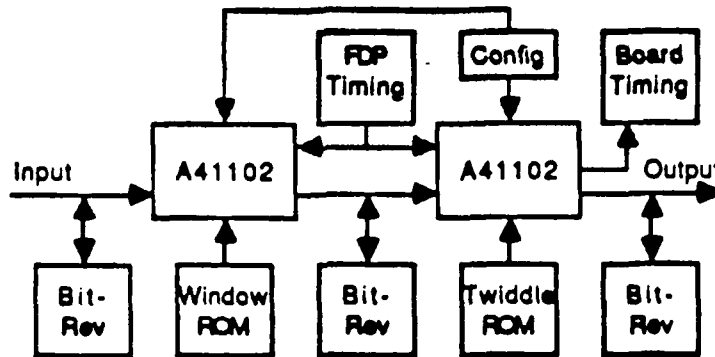 FDP
Timing
Config
Board
Timing
Input
A41102
A41102
Output
Bit-
Rev
Window
ROM
Bit-
Rev
Twiddle
ROM
Bit-
Rev